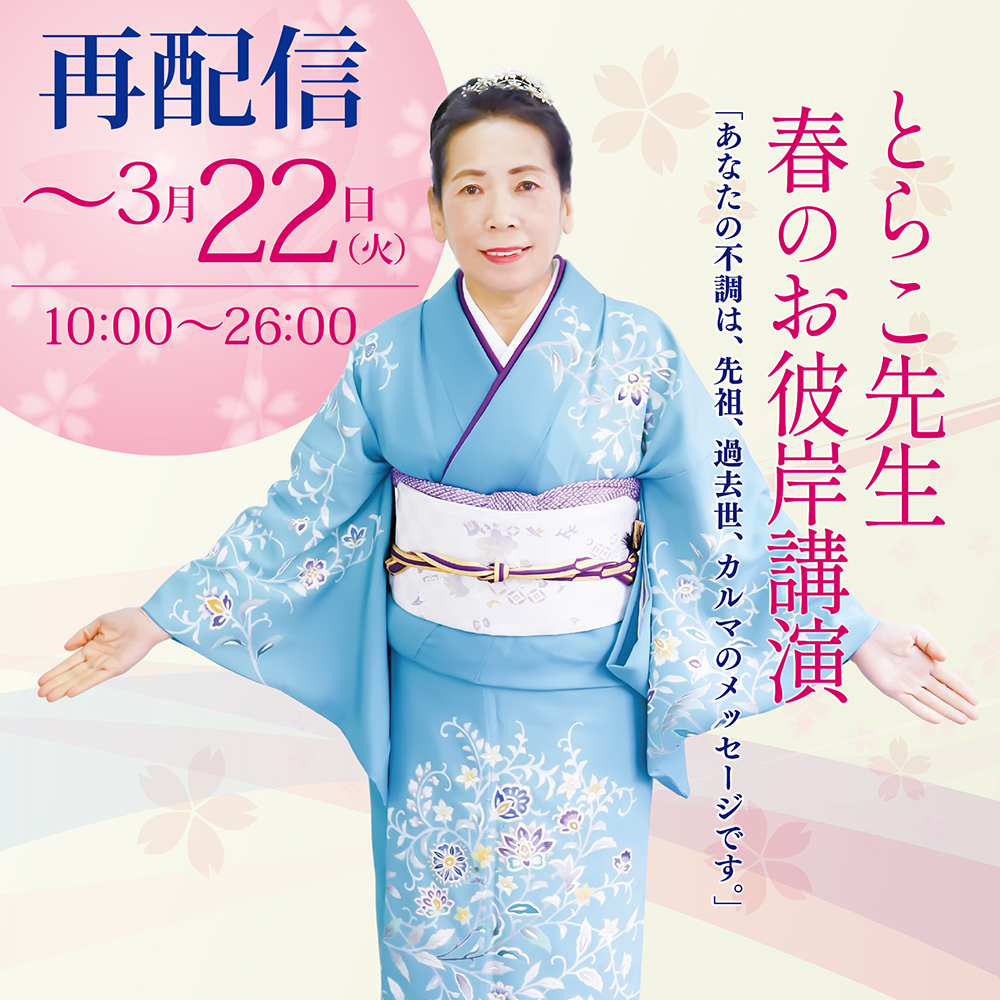 再配信
～3月22日(火)
10:00～26:00
とらこ先生
春のお彼岸講演
「あなたの不調は、先祖、過去世、カルマのメッセージです。」